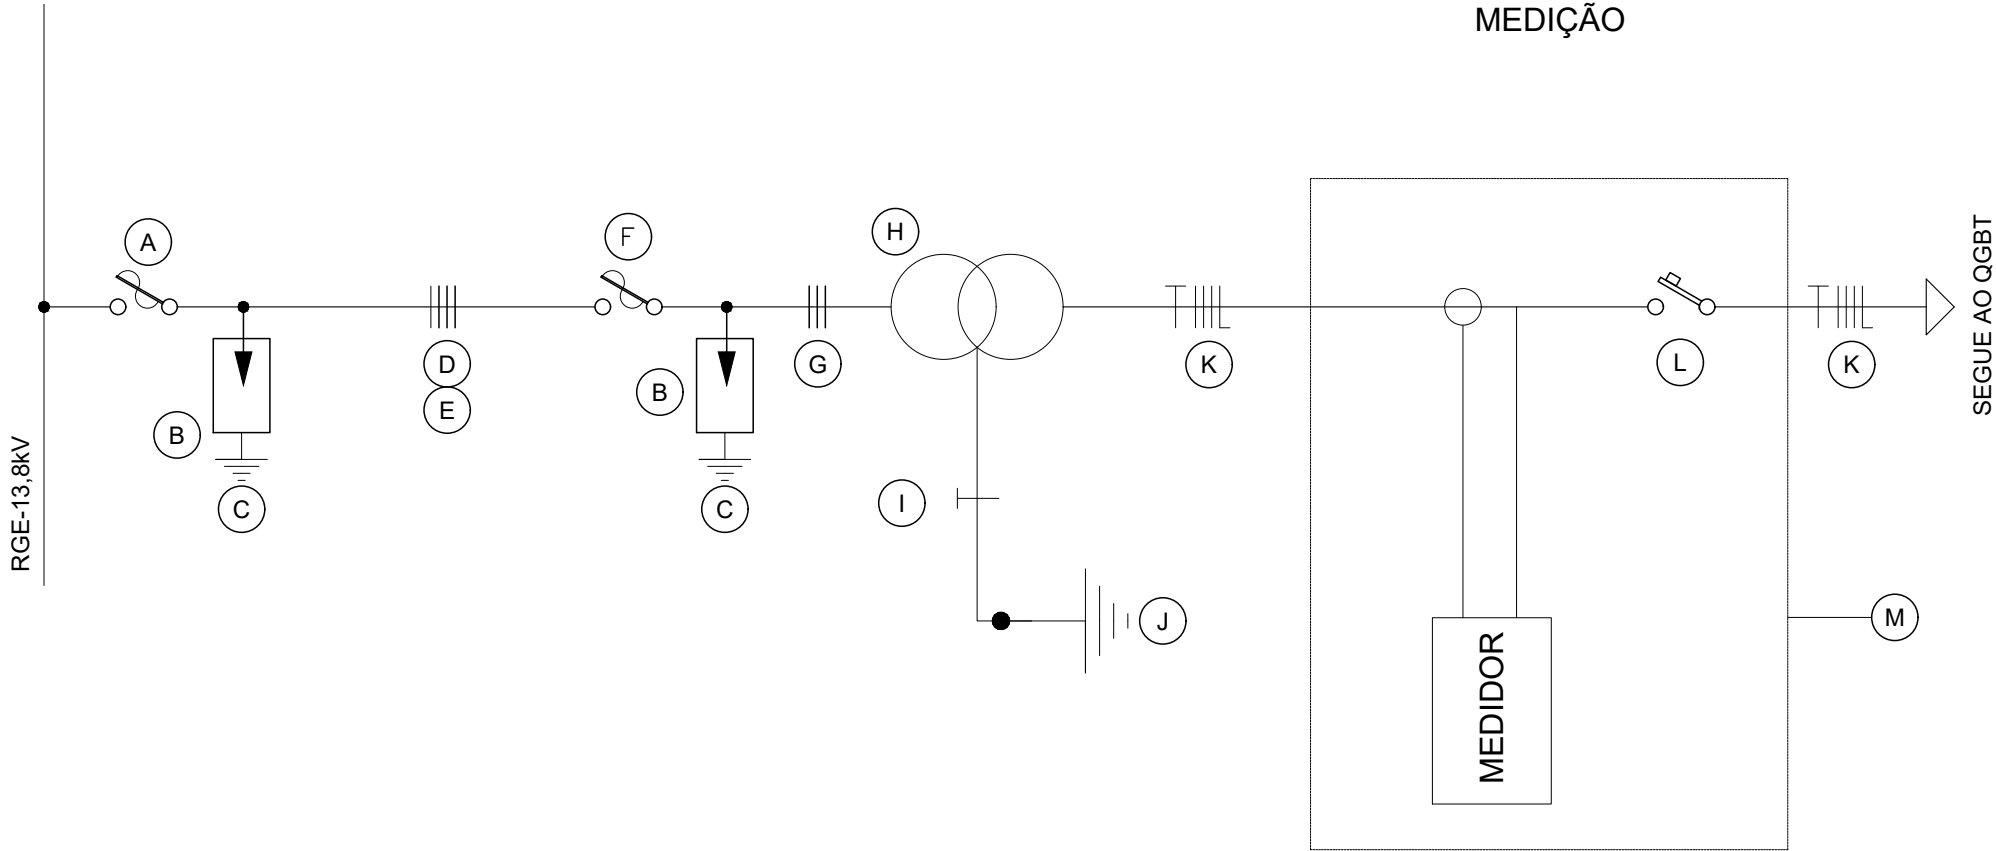 MEDIÇÃO
A
F
H
RGE-13,8kV
B
C
D
E
B
C
G
I
J
K
L
K
M
MEDIDOR
SEGUE AO QGBT